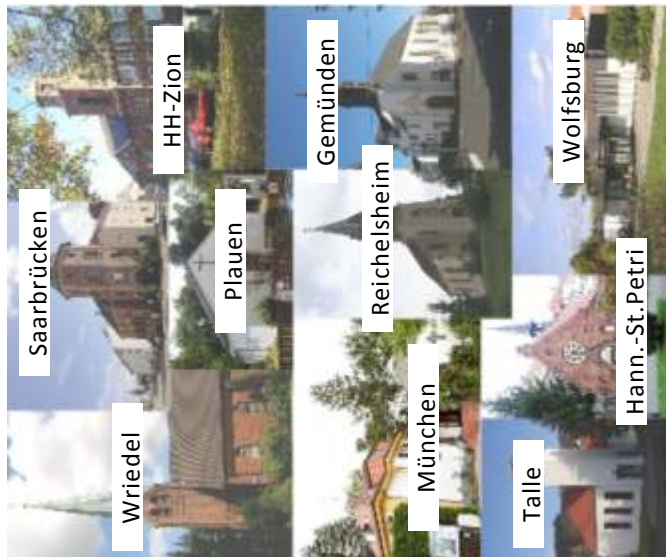 Wriedel
Saarbrücken
HH-Zion
Plauen
München
Reichelsheim
Gemünden
Talle
Hann.-St.Petri
Wolfsburg